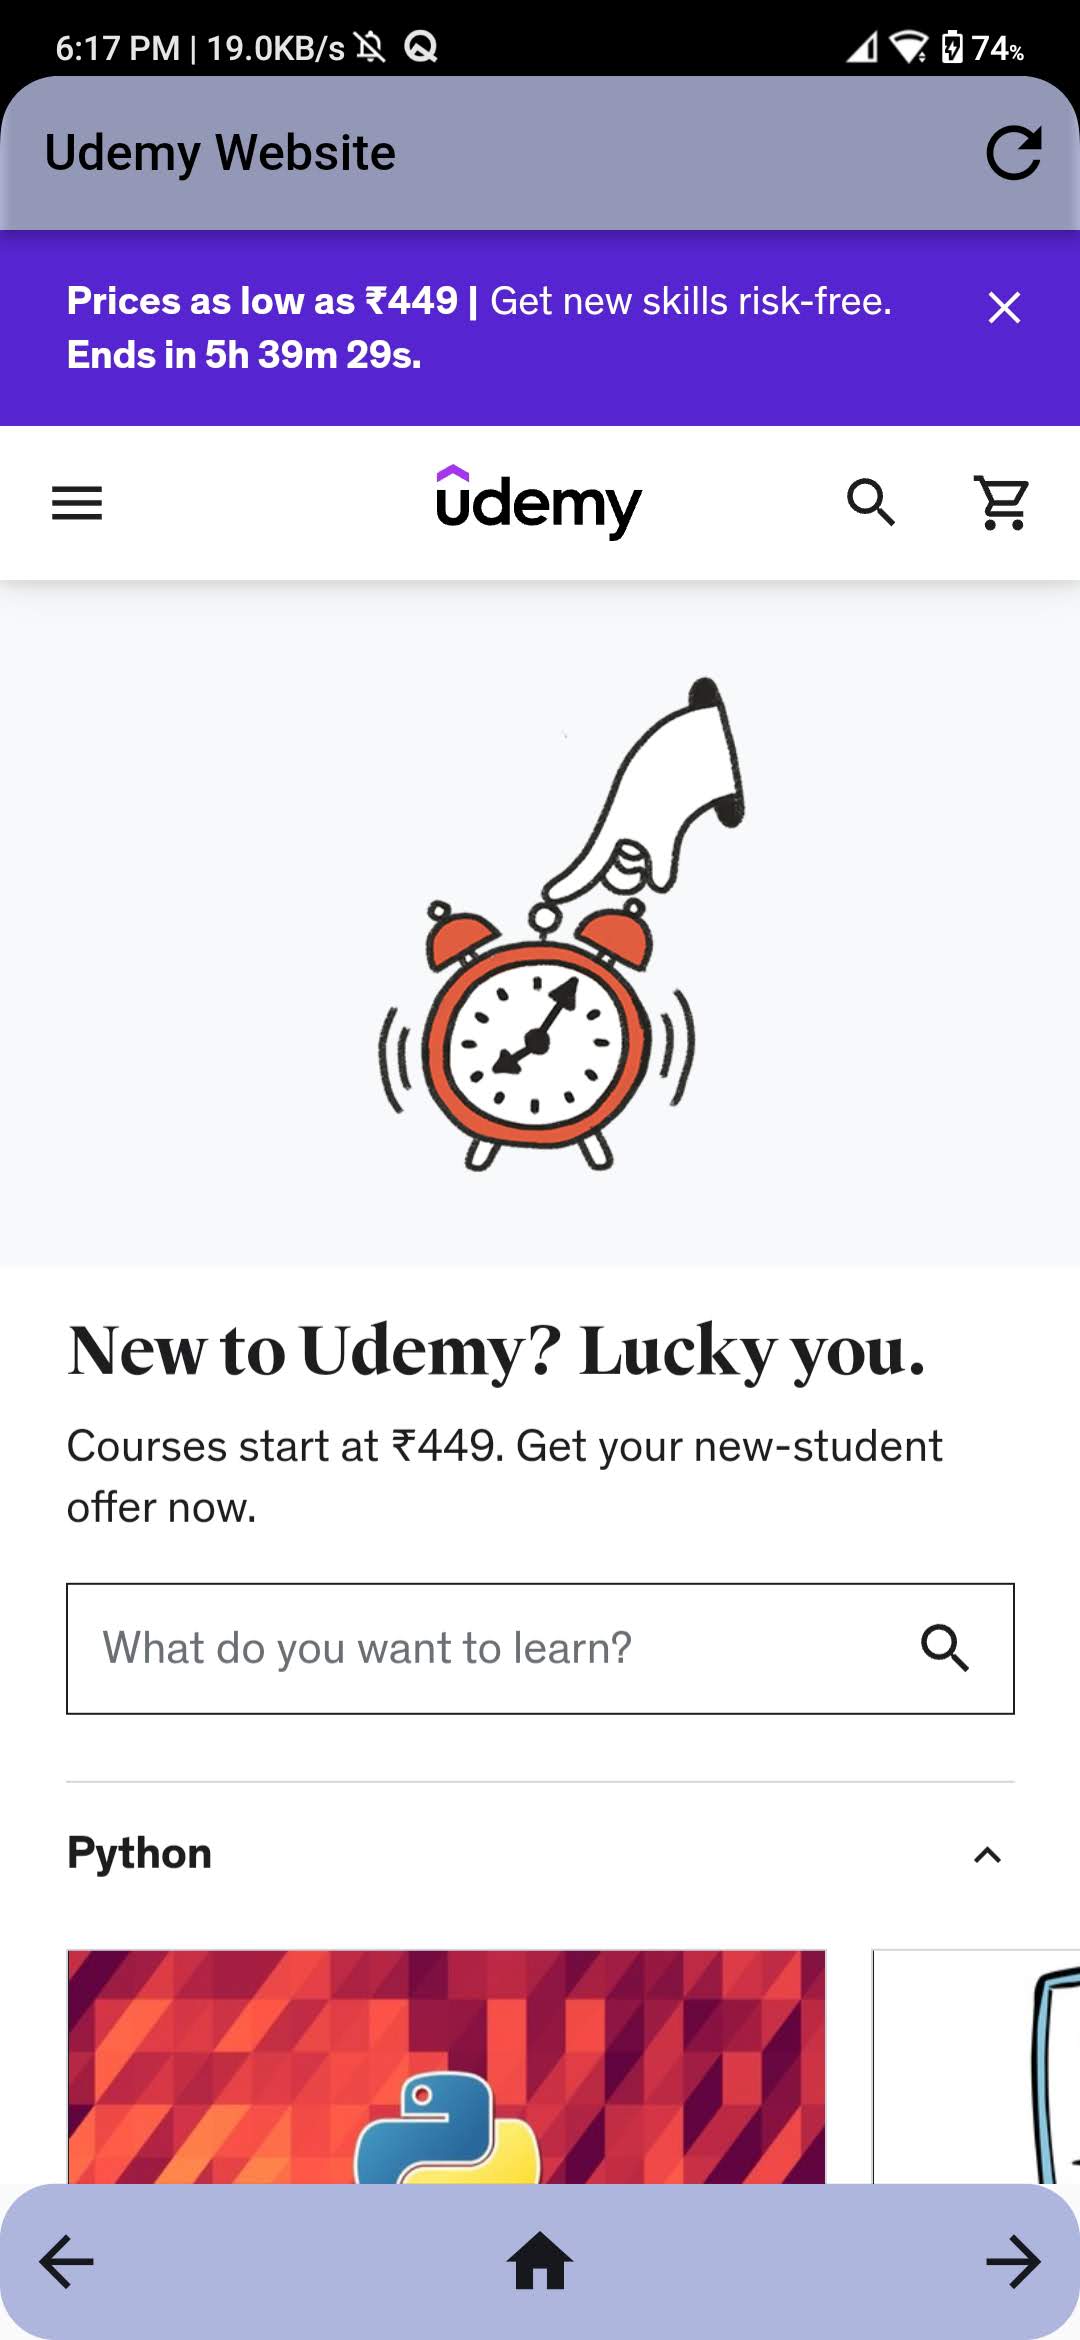 6:17 PM | 19.0KB/s
74%
Udemy Website
Prices as low as ₹449 | Get new skills risk-free.
Ends in 5h 39m 29s.
udemy
New to Udemy? Lucky you.
Courses start at ₹449. Get your new-student
offer now.
What do you want to learn?
Python